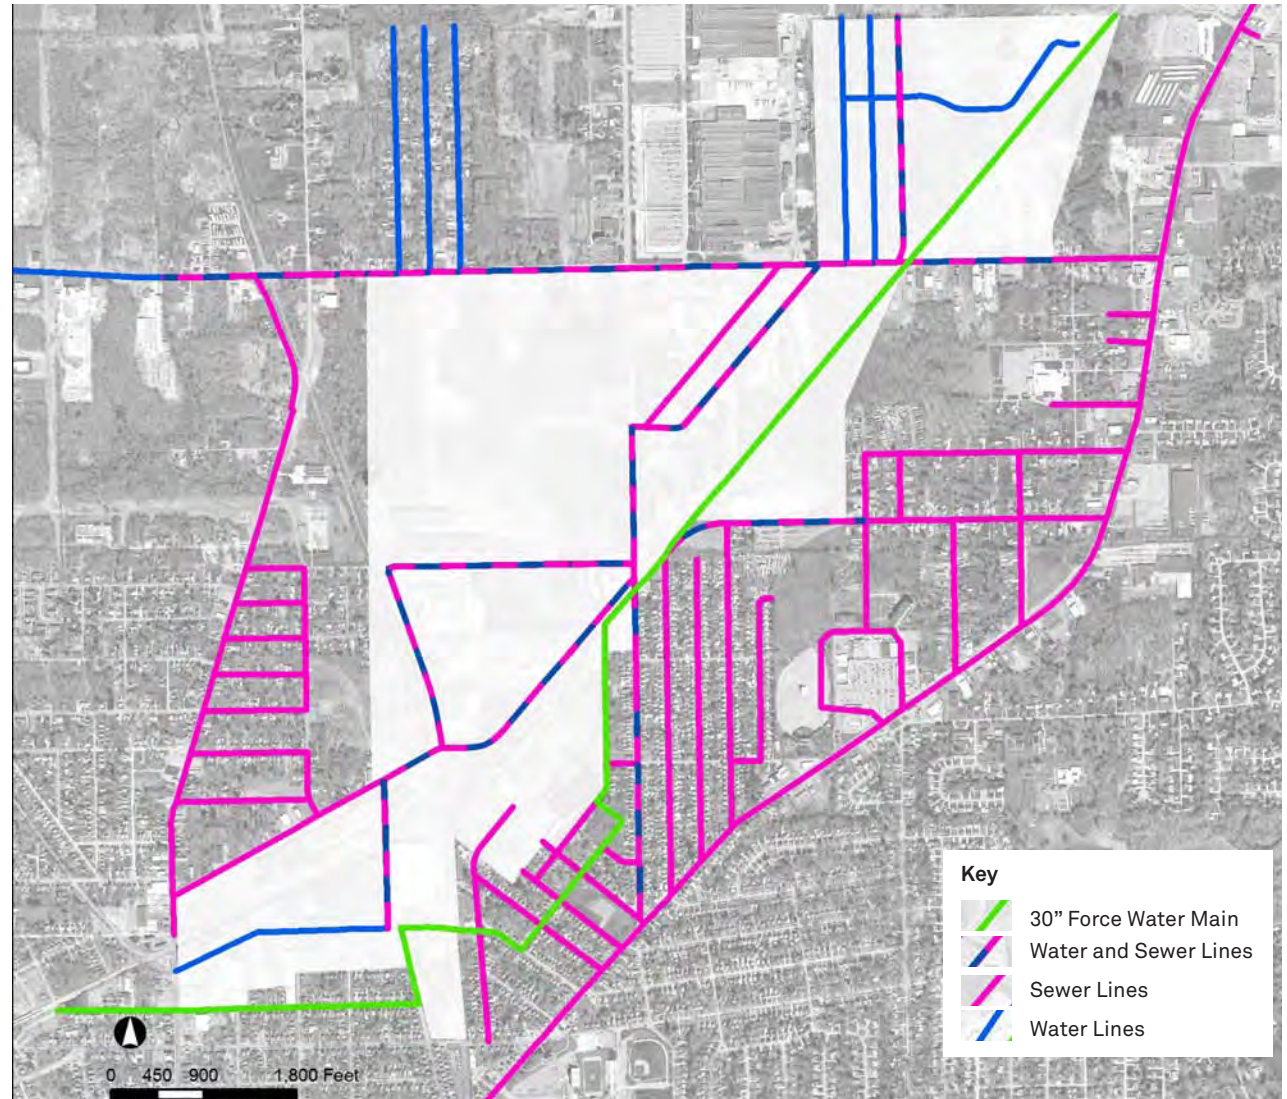 Key
30” Force Water Main
Water and Sewer Lines
Sewer Lines
Water Lines
0 450 900 1,800 Feet